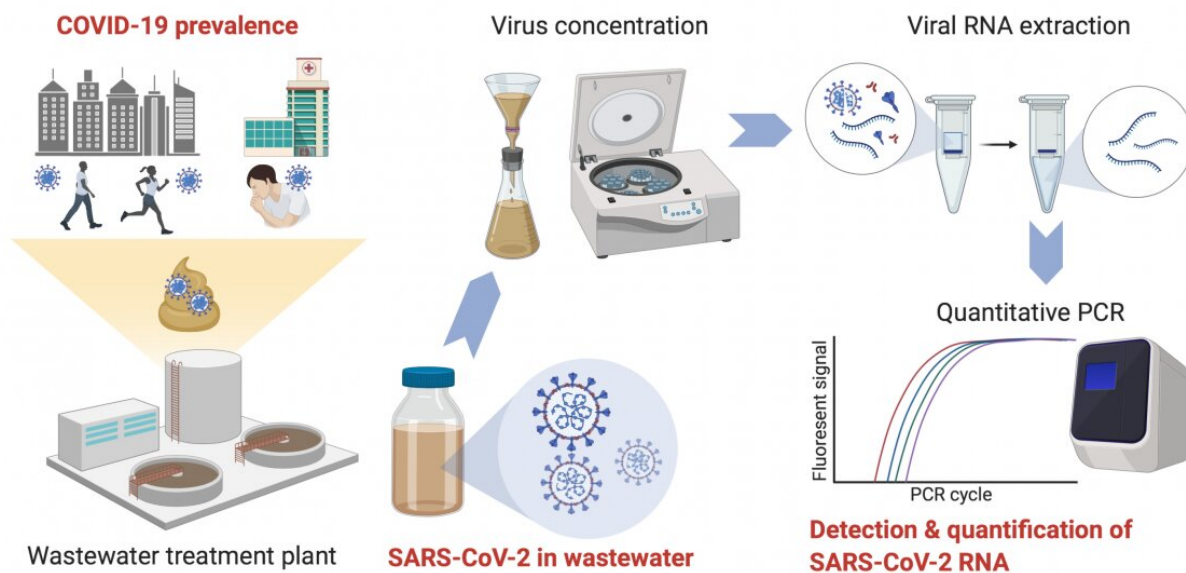 COVID-19 prevalence
Virus concentration
Viral RNA extraction
Quantitative PCR
Fluoresent signal
PCR cycle
Wastewater treatment plant
SARS-CoV-2 in wastewater
Detection & quantification of
SARS-CoV-2 RNA